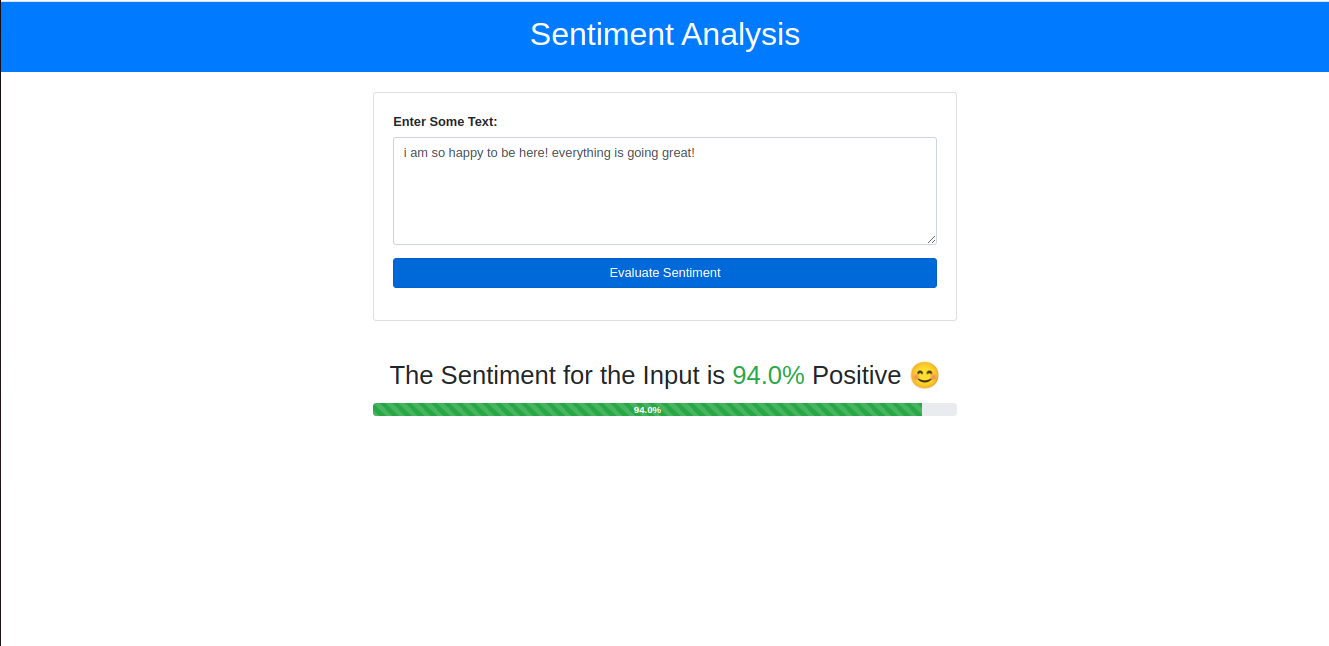 Sentiment Analysis
Enter Some Text:
i am so happy to be here! everything is going great!
Evaluate Sentiment
The Sentiment for the Input is 94.0% Positive 😊
94.0%